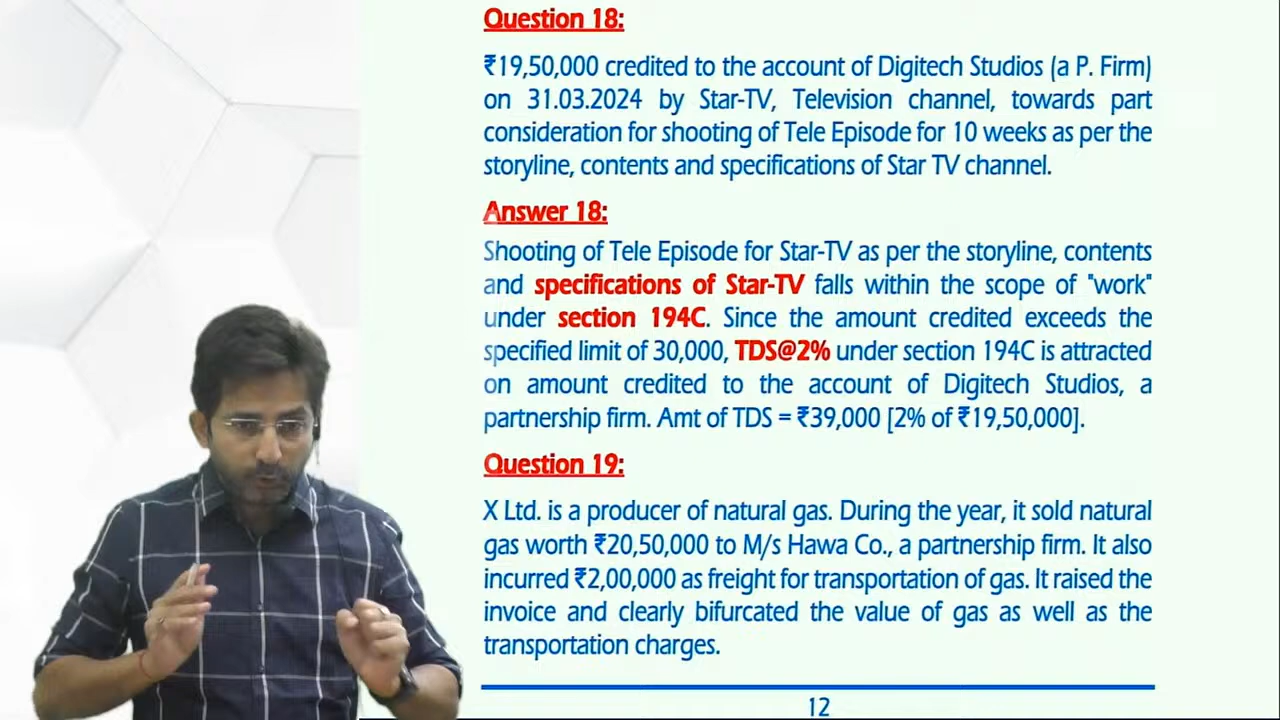 Question 18:
₹19,50,000 credited to the account of Digitech Studios (a P. Firm)
on 31.03.2024 by Star-TV, Television channel, towards part
consideration for shooting of Tele Episode for 10 weeks as per the
storyline, contents and specifications of Star TV channel.
Answer 18:
Shooting of Tele Episode for Star-TV as per the storyline, contents
and specifications of Star-TV falls within the scope of "work"
under section 194C. Since the amount credited exceeds the
specified limit of 30,000, TDS@2% under section 194C is attracted
on amount credited to the account of Digitech Studios, a
partnership firm. Amt of TDS = ₹39,000 [2% of ₹19,50,000].
Question 19:
X Ltd. is a producer of natural gas. During the year, it sold natural
gas worth ₹20,50,000 to M/s Hawa Co., a partnership firm. It also
incurred ₹2,00,000 as freight for transportation of gas. It raised the
invoice and clearly bifurcated the value of gas as well as the
transportation charges.
12